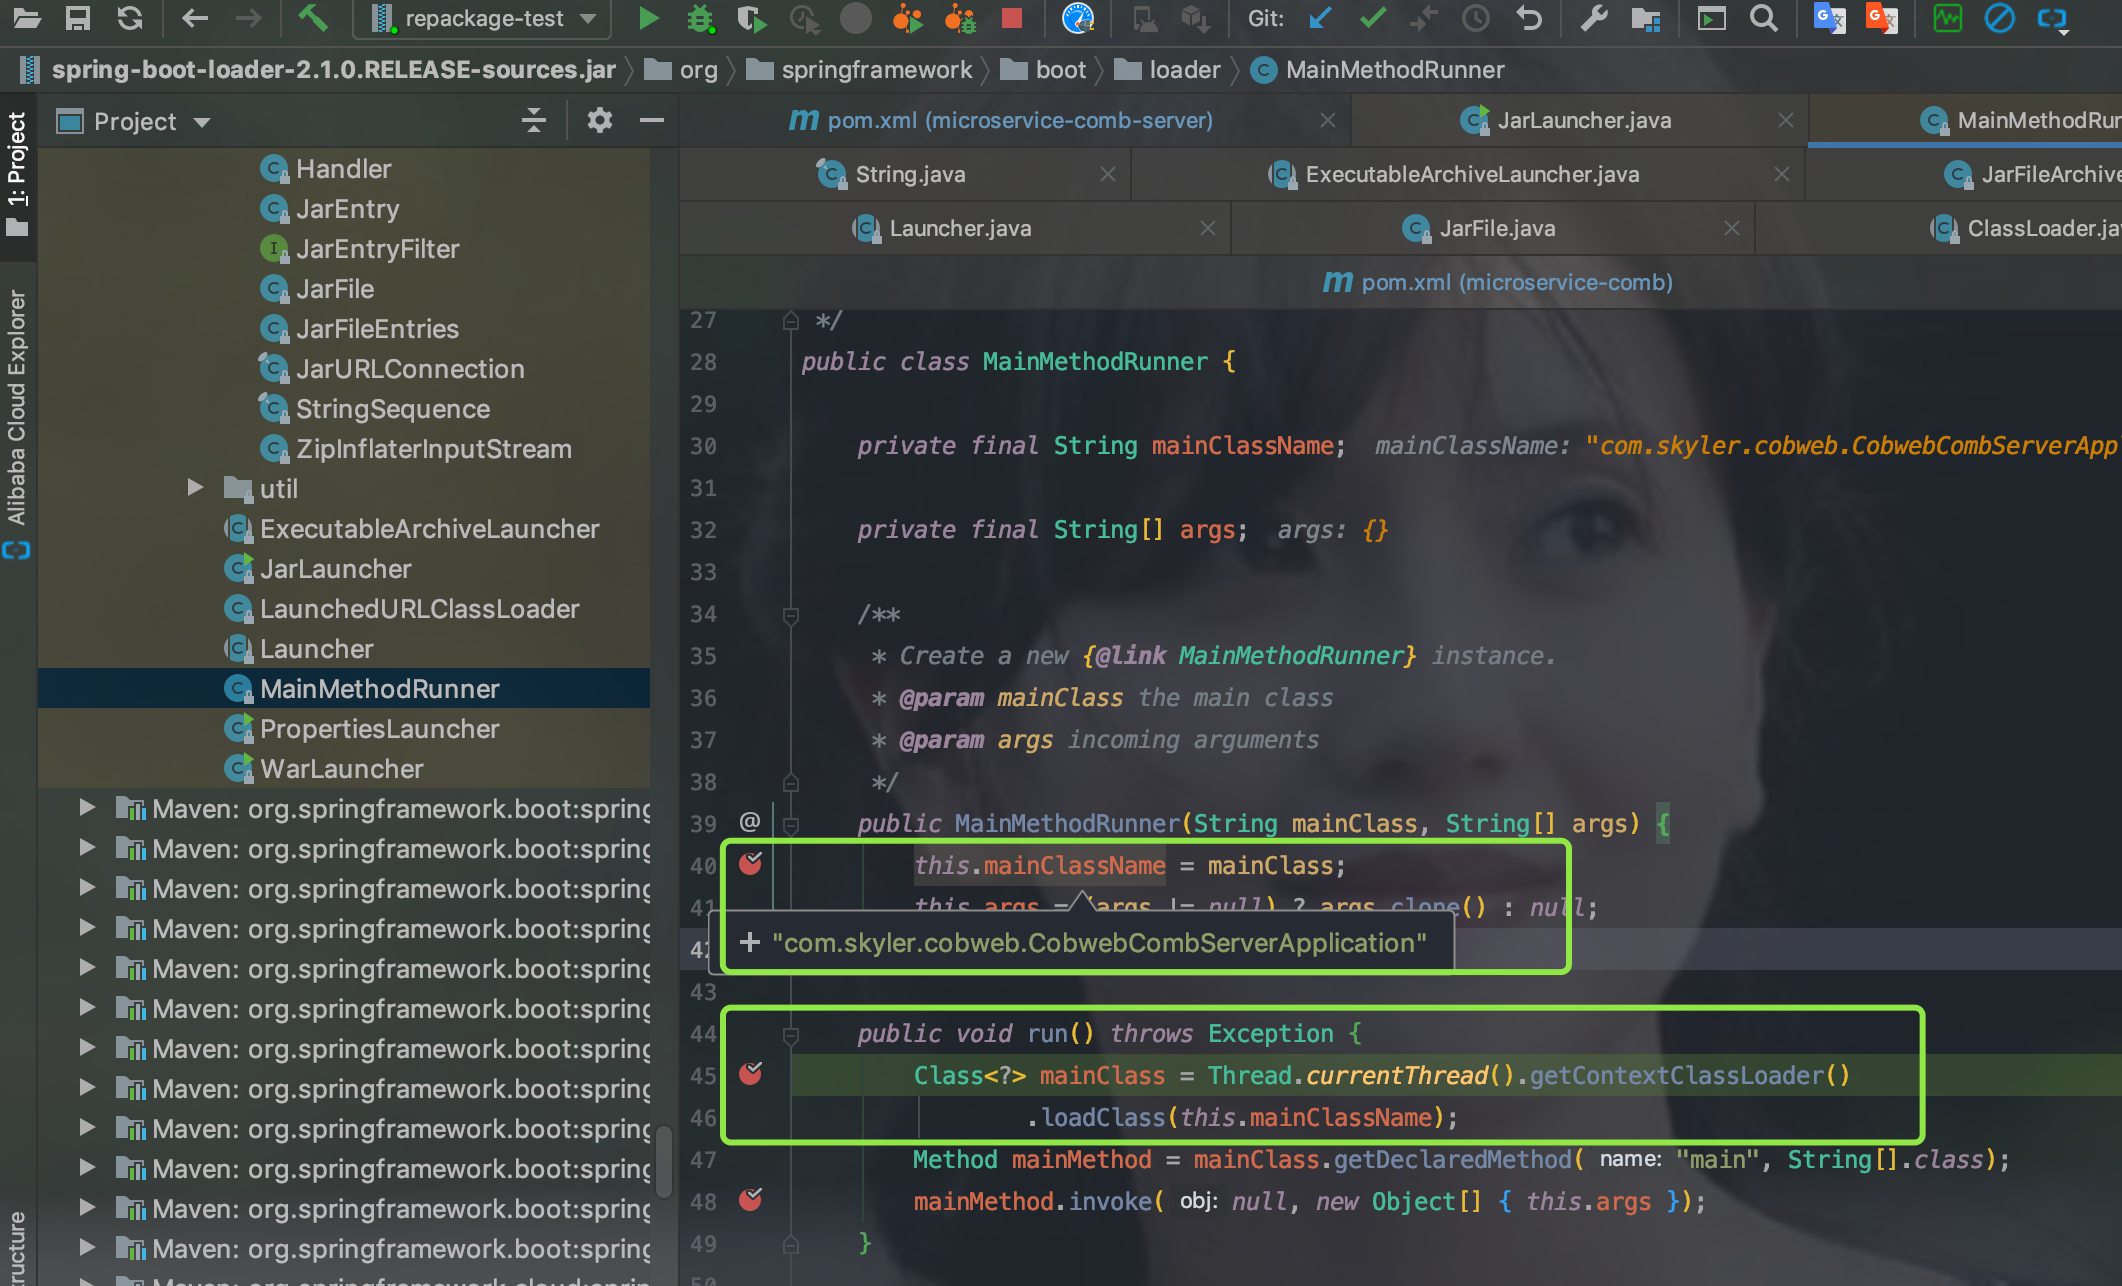 repackage-test
Git:
spring-boot-loader-2.1.0.RELEASE-sources.jar org springframework boot loader MainMethodRunner
1: Project
Alibaba Cloud Explorer
Project
Handler
JarEntry
JarEntryFilter
JarFile
JarFileEntries
JarURLConnection
StringSequence
ZipInflaterInputStream
util
ExecutableArchiveLauncher
JarLauncher
LaunchedURLClassLoader
Launcher
MainMethodRunner
PropertiesLauncher
WarLauncher
Maven: org.springframework.boot:spring
Maven: org.springframework.boot:spring
Maven: org.springframework.boot:spring
Maven: org.springframework.boot:spring
Maven: org.springframework.boot:spring
Maven: org.springframework.boot:spring
Maven: org.springframework.boot:spring
Maven: org.springframework.boot:spring
Maven: org.springframework.boot:spring
Maven: org.springframework.boot:spring
Maven: org.springframework.boot:spring
Maven: org.springframework.boot:spring
pom.xml (microservice-comb-server) JarLauncher.java MainMethodRun
String.java ExecutableArchiveLauncher.java JarFileArchive
Launcher.java JarFile.java ClassLoader.jav
pom.xml (microservice-comb)
27 */
28 public class MainMethodRunner {
29
30 private final String mainClassName; mainClassName: "com.skyler.cobweb.CobwebCombServerApp
31
32 private final String[] args; args: {}
33
34 /**
35 * Create a new {@link MainMethodRunner} instance.
36 * @param mainClass the main class
37 * @param args incoming arguments
38 */
39 @ public MainMethodRunner(String mainClass, String[] args) {
40 this.mainClassName = mainClass;
41 this.args = (args != null) ? args.clone() : null;
42 + "com.skyler.cobweb.CobwebCombServerApplication"
43
44 public void run() throws Exception {
45 Class<?> mainClass = Thread.currentThread().getContextClassLoader()
46 .loadClass(this.mainClassName);
47 Method mainMethod = mainClass.getDeclaredMethod( name: "main", String[].class);
48 mainMethod.invoke( obj: null, new Object[] { this.args });
49 }
50